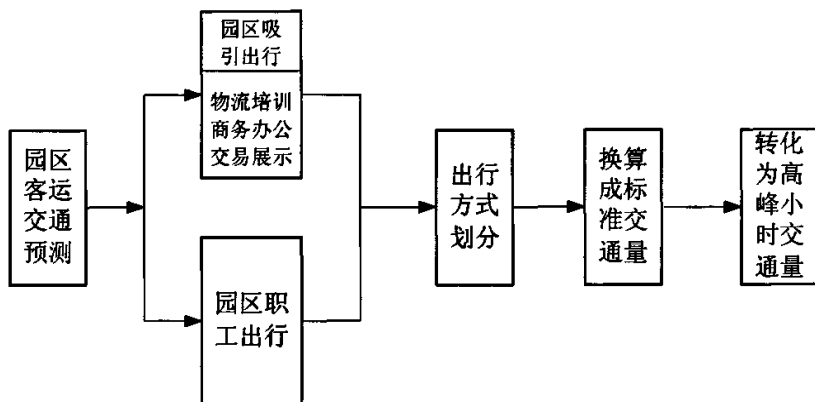 园区
客运
交通
预测
园区吸
引出行
物流培训
商务办公
交易展示
园区职
工出行
出行
方式
划分
换算
成标
准交
通量
转化
为高
峰小
时交
通量